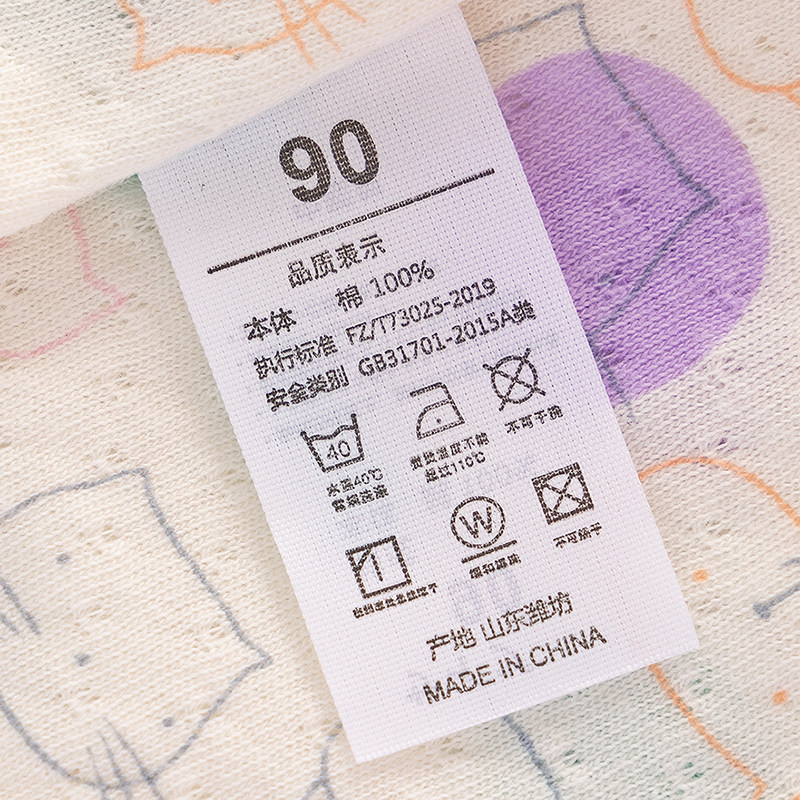 90
品质表示
本体 棉 100%
执行标准 FZ/T73025-2019
安全类别 GB31701-2015A类
40
水温40℃
常规洗涤
熨烫温度不能
超过110℃
不可干洗
W
缓和湿洗
不可烘干
产地 山东潍坊
MADE IN CHINA